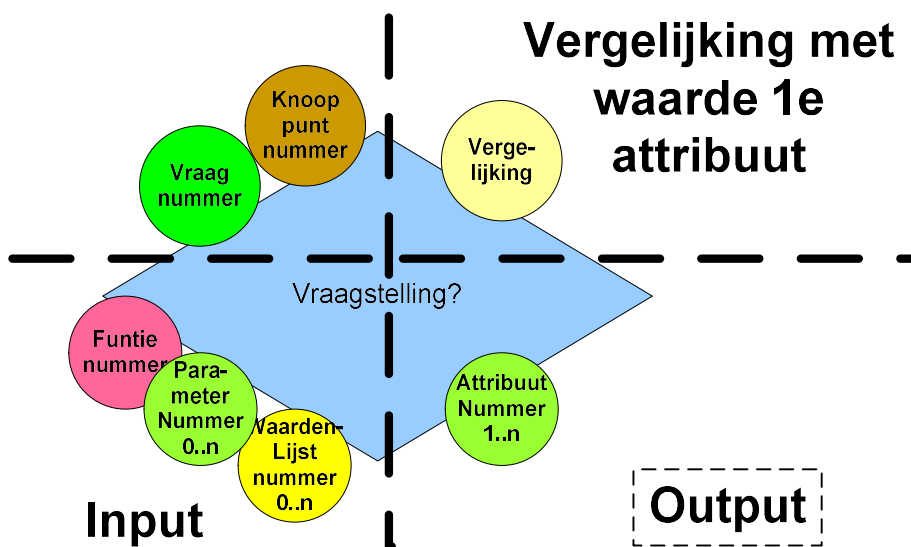 Vergelijking met
waarde 1e
attribuut
Knoop
punt
nummer
Verge-
lijking
Vraag
nummer
Vraagstelling?
Funtie
nummer
Para-
meter
Nummer
0..n
Waarden-
Lijst
nummer
0..n
Attribuut
Nummer
1..n
Input
Output